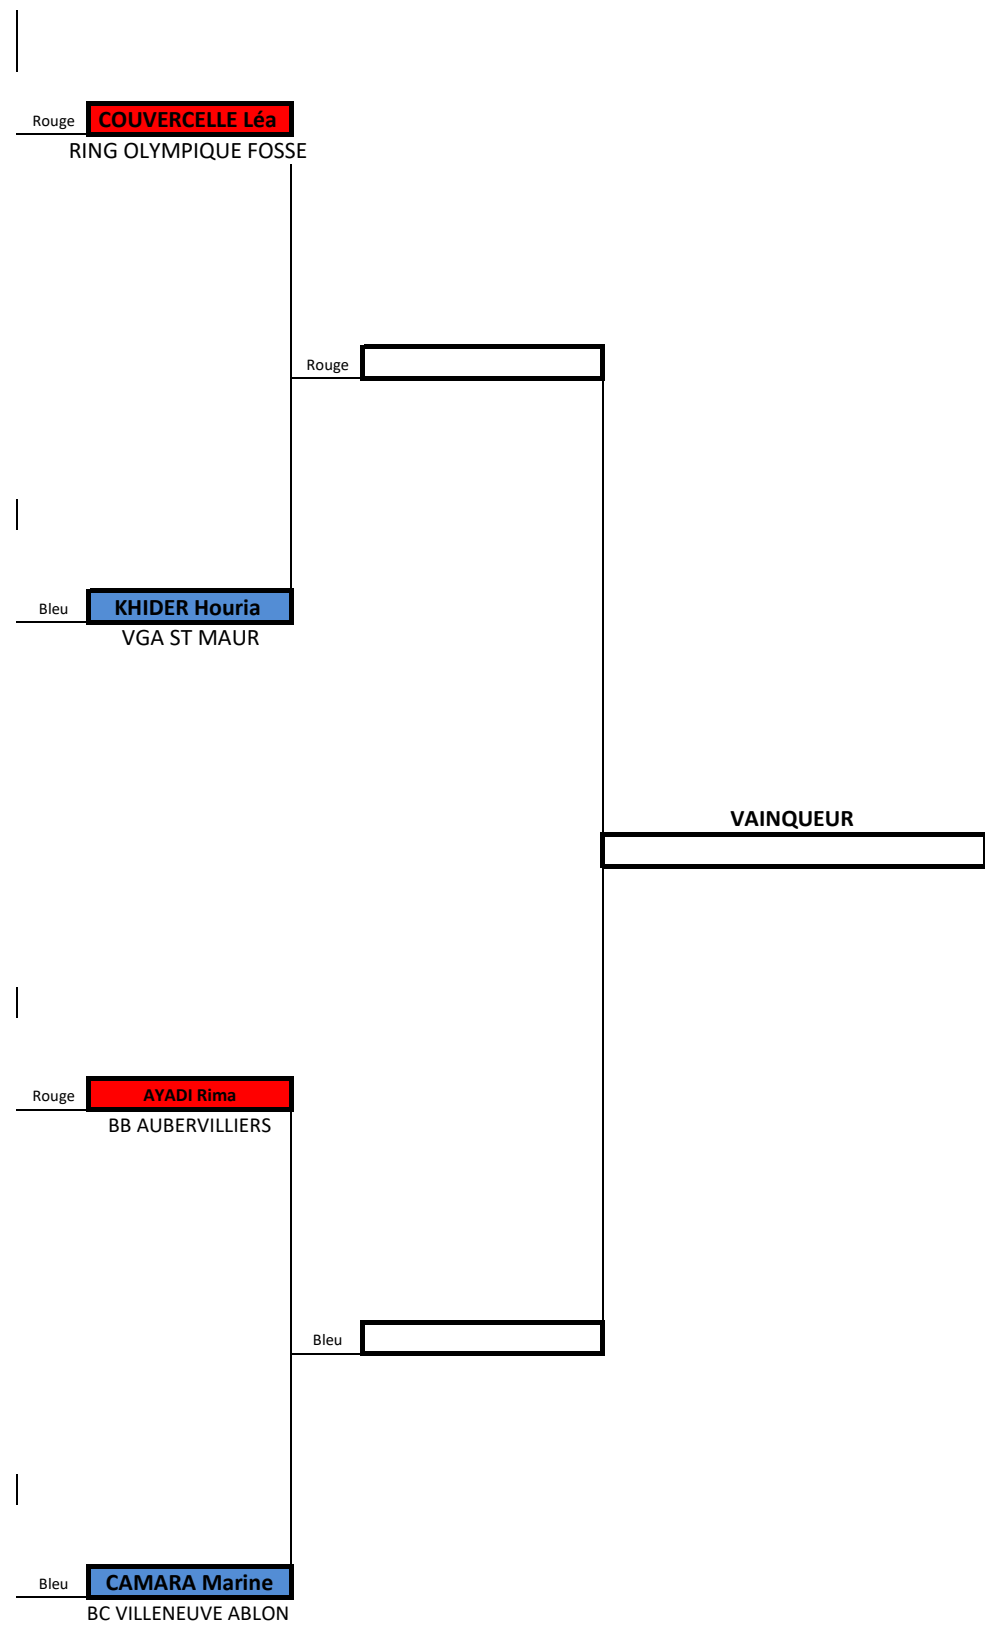 Rouge COUVERCELLE Léa
RING OLYMPIQUE FOSSE
Rouge
Bleu KHIDER Houria
VGA ST MAUR
VAINQUEUR
Rouge AYADI Rima
BB AUBERVILLIERS
Bleu
Bleu CAMARA Marine
BC VILLENEUVE ABLON